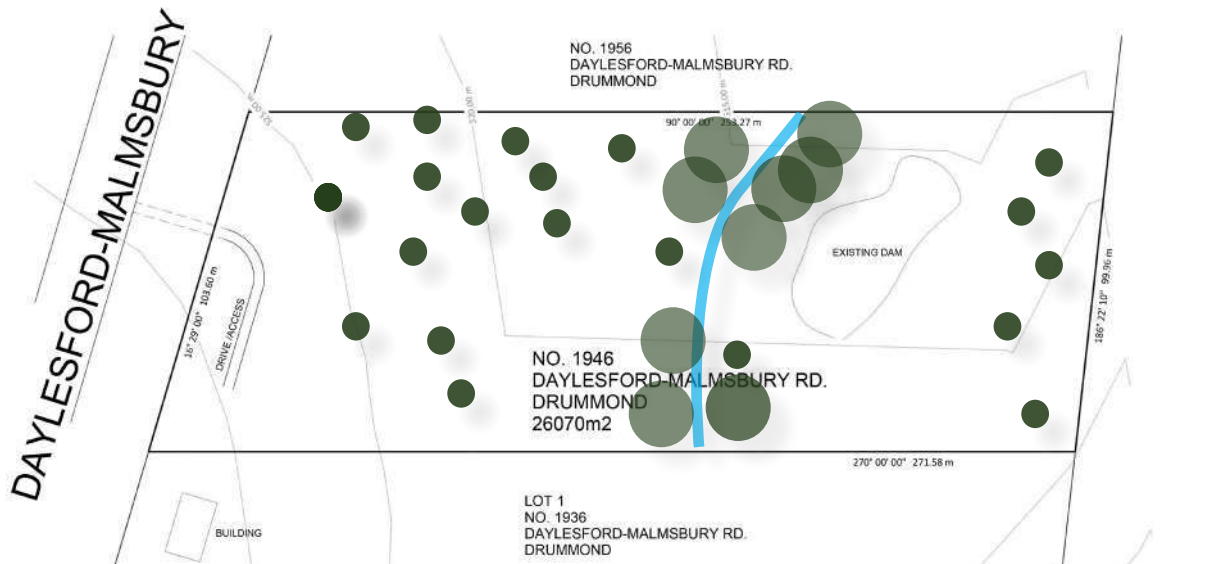 DAYLESFORD-MALMSBURY
NO. 1956
DAYLESFORD-MALMSBURY RD.
DRUMMOND
90° 00' 00" 253.27 m
320.00 m
16° 29' 00" 103.60 m
DRIVE /ACCESS
EXISTING DAM
186° 22' 10" 99.96 m
NO. 1946
DAYLESFORD-MALMSBURY RD.
DRUMMOND
26070m2
270° 00' 00" 271.58 m
LOT 1
NO. 1936
DAYLESFORD-MALMSBURY RD.
DRUMMOND
BUILDING